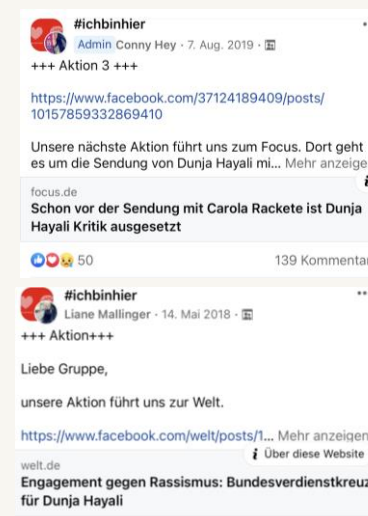 #ichbinhier
Admin Conny Hey · 7. Aug. 2019 ·
+++ Aktion 3 +++
https://www.facebook.com/37124189409/posts/
10157859332869410
Unsere nächste Aktion führt uns zum Focus. Dort geht
es um die Sendung von Dunja Hayali mi... Mehr anzeige
focus.de
Schon vor der Sendung mit Carola Rackete ist Dunja
Hayali Kritik ausgesetzt
50 139 Kommentar
#ichbinhier
Liane Mallinger · 14. Mai 2018 ·
+++ Aktion+++
Liebe Gruppe,
unsere Aktion führt uns zur Welt.
https://www.facebook.com/welt/posts/1... Mehr anzeigen
Über diese Website
welt.de
Engagement gegen Rassismus: Bundesverdienstkreuz
für Dunja Hayali